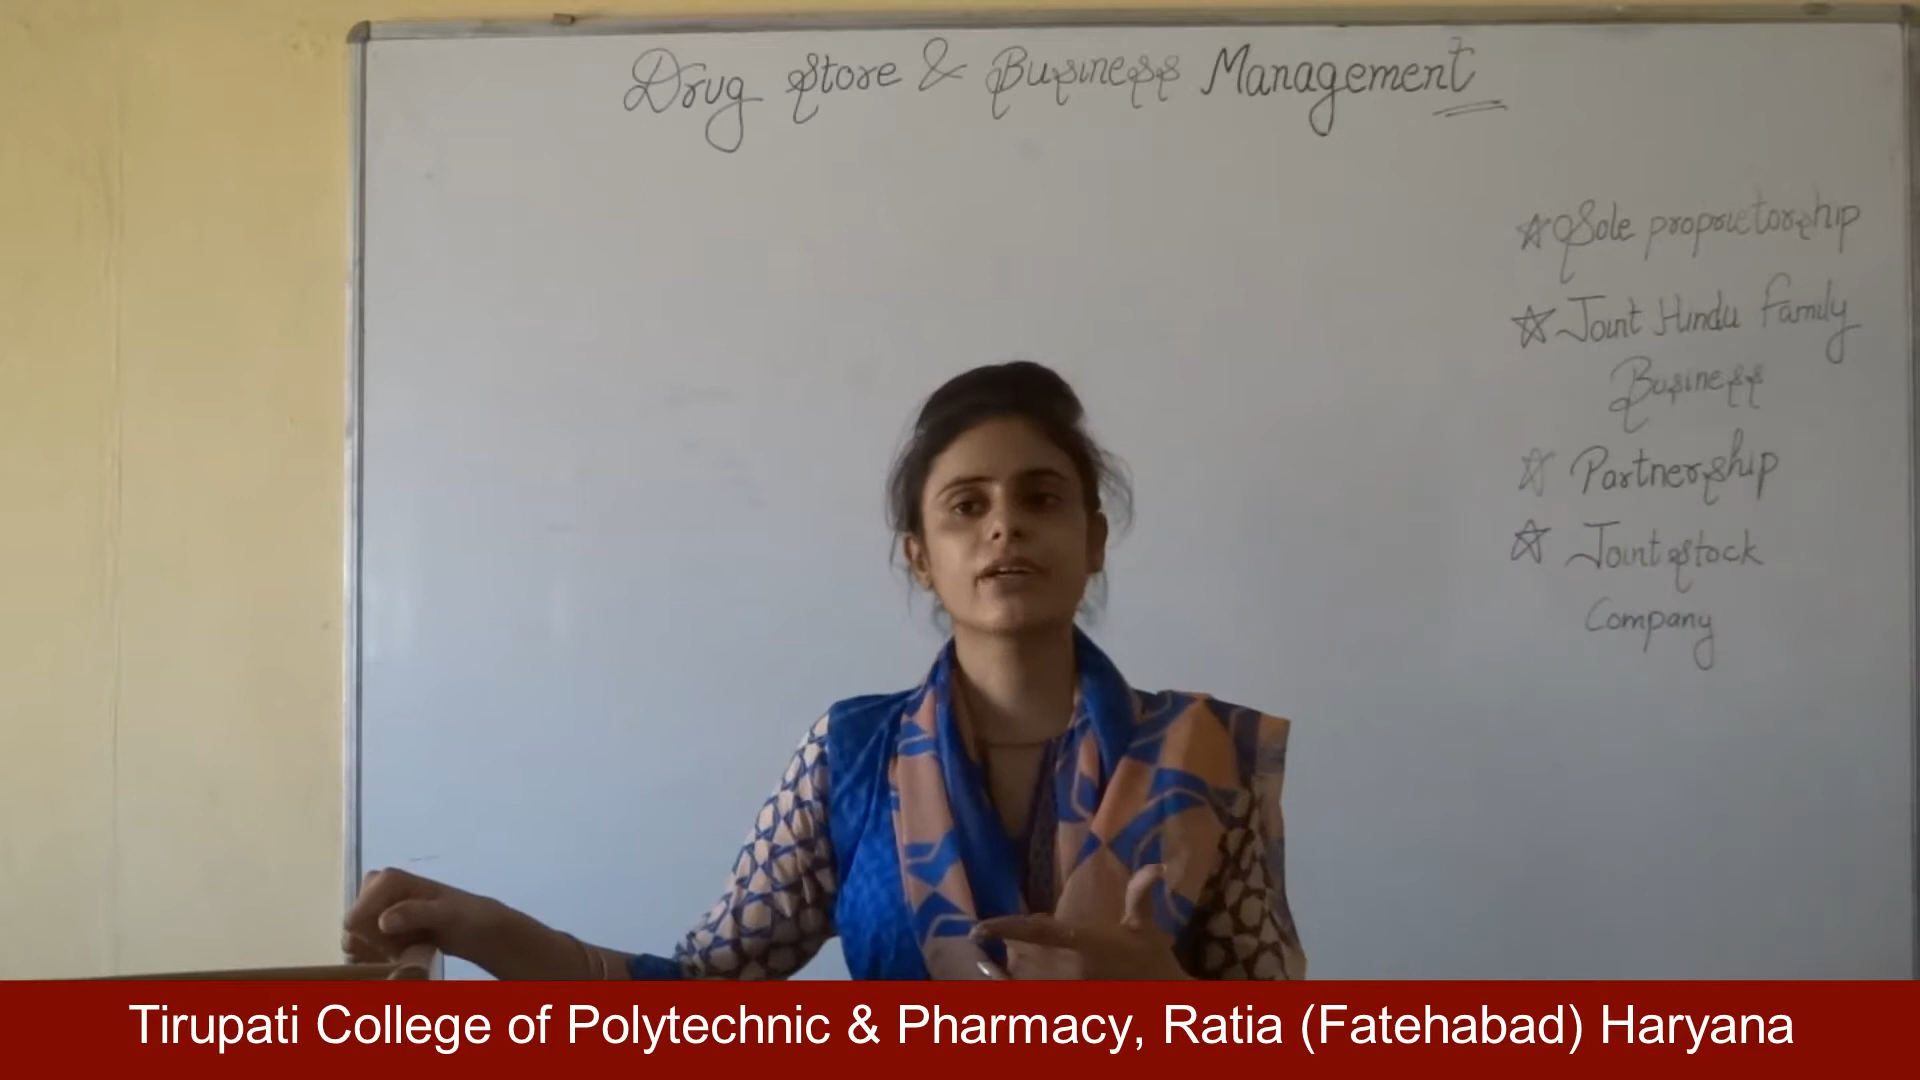 Drug Store & Business Management
☆ Sole proprietorship
☆ Joint Hindu Family
Business
☆ Partnership
☆ Joint stock
Company
Tirupati College of Polytechnic & Pharmacy, Ratia (Fatehabad) Haryana